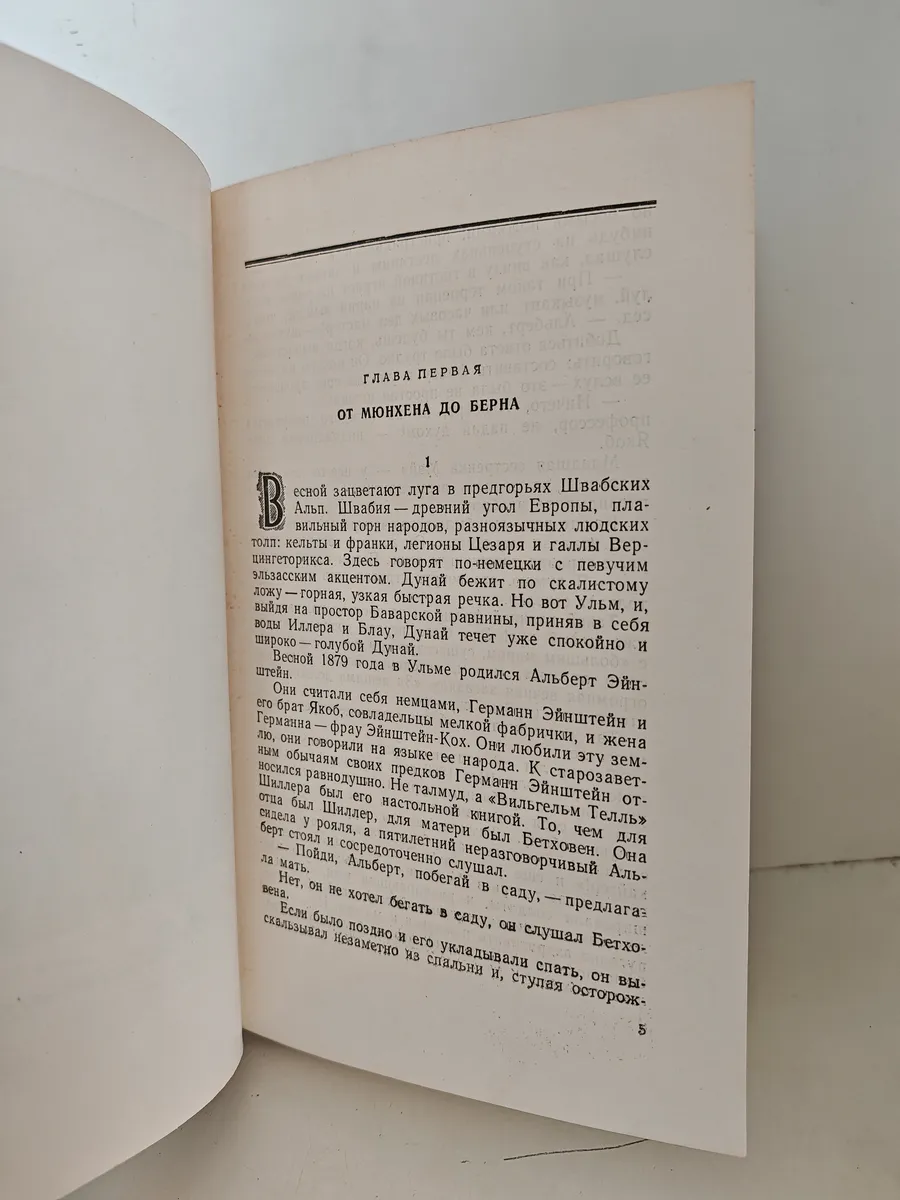 ГЛАВА ПЕРВАЯ
ОТ МЮНХЕНА ДО БЕРНА
1
Весной зацветают луга в предгорьях Швабских
Альп. Швабия — древний угол Европы, пла-
вильный горн народов, разноязычных людских
толп: кельты и франки, легионы Цезаря и галлы Вер-
цингеторикса. Здесь говорят по-немецки с певучим
эльзасским акцентом. Дунай бежит по скалистому
ложу — горная, узкая быстрая речка. Но вот Ульм, и,
выйдя на простор Баварской равнины, приняв в себя
воды Иллера и Блау, Дунай течет уже спокойно и
широко — голубой Дунай.
Весной 1879 года в Ульме родился Альберт Эйн-
штейн.
Они считали себя немцами, Германн Эйнштейн и
его брат Якоб, совладельцы мелкой фабрички, и жена
Германна — фрау Эйнштейн-Кох. Они любили эту зем-
лю, они говорили на языке ее народа. К старозавет-
ным обычаям своих предков Германн Эйнштейн от-
носился равнодушно. Не талмуд, а «Вильгельм Телль»
Шиллера был его настольной книгой. То, чем для
отца был Шиллер, для матери был Бетховен. Она
сидела у рояля, а пятилетний неразговорчивый Аль-
берт стоял и сосредоточенно слушал.
— Пойди, Альберт, побегай в саду, — предлага-
ла мать.
Нет, он не хотел бегать в саду, он слушал Бетхо-
вена.
Если было поздно и его укладывали спать, он вы-
скальзывал незаметно из спальни и, ступая осторож-
5